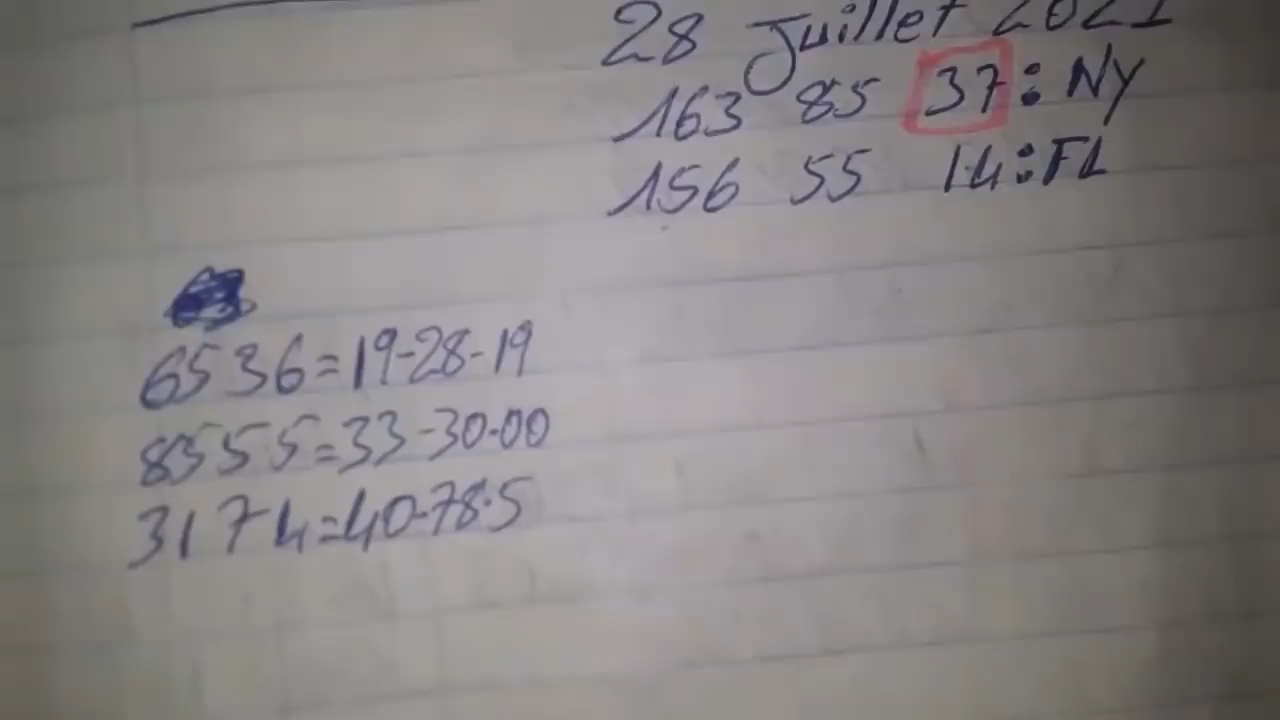 28 Juillet 2021
163 85 37 : NY
156 55 14 : FL
6536=19-28-19
8555=33-30-00
3174=40-78-5